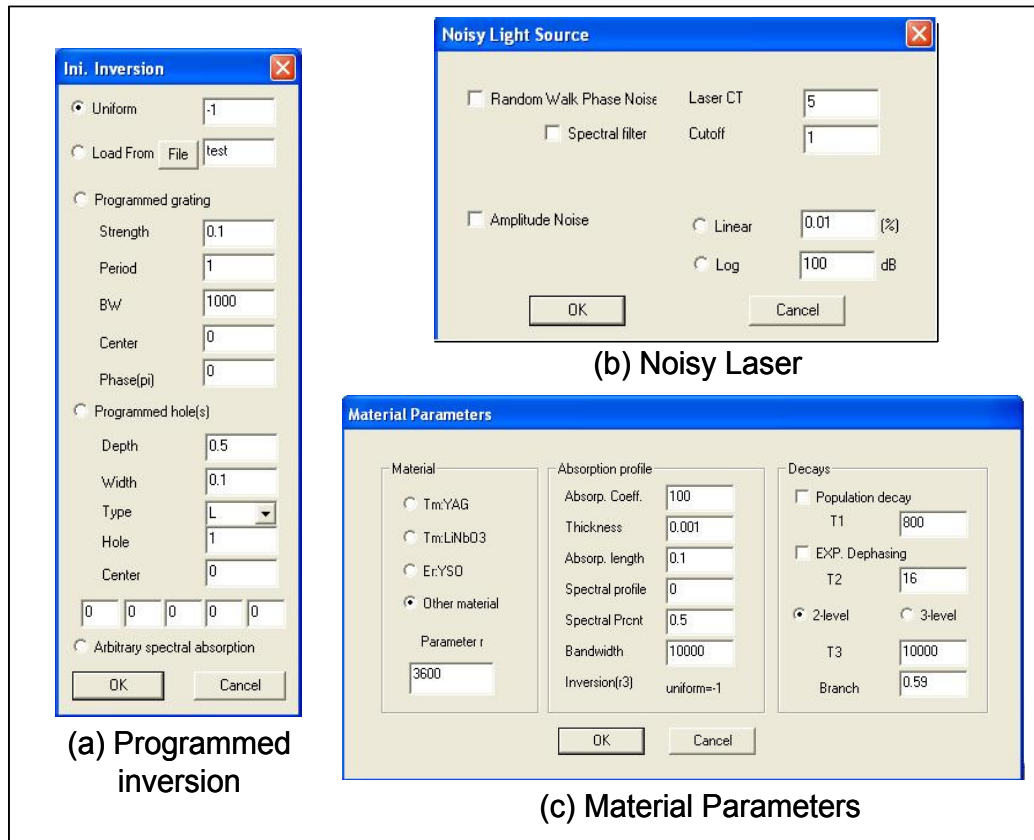 Ini. Inversion
Uniform -1
Load From File test
Programmed grating
Strength 0.1
Period 1
BW 1000
Center 0
Phase(pi) 0
Programmed hole(s)
Depth 0.5
Width 0.1
Type L
Hole 1
Center 0
0 0 0 0 0
Arbitrary spectral absorption
OK Cancel
(a) Programmed
inversion
Noisy Light Source
Random Walk Phase Noise Laser CT 5
Spectral filter Cutoff 1
Amplitude Noise Linear 0.01 (%)
Log 100 dB
OK Cancel
(b) Noisy Laser
Material Parameters
Material
Tm:YAG
Tm:LiNbO3
Er:YSO
Other material
Parameter r
3600
Absorption profile
Absorp. Coeff. 100
Thickness 0.001
Absorp. length 0.1
Spectral profile 0
Spectral Prcnt 0.5
Bandwidth 10000
Inversion(r3) uniform=-1
Decays
Population decay
T1 800
EXP. Dephasing
T2 16
2-level 3-level
T3 10000
Branch 0.59
OK Cancel
(c) Material Parameters